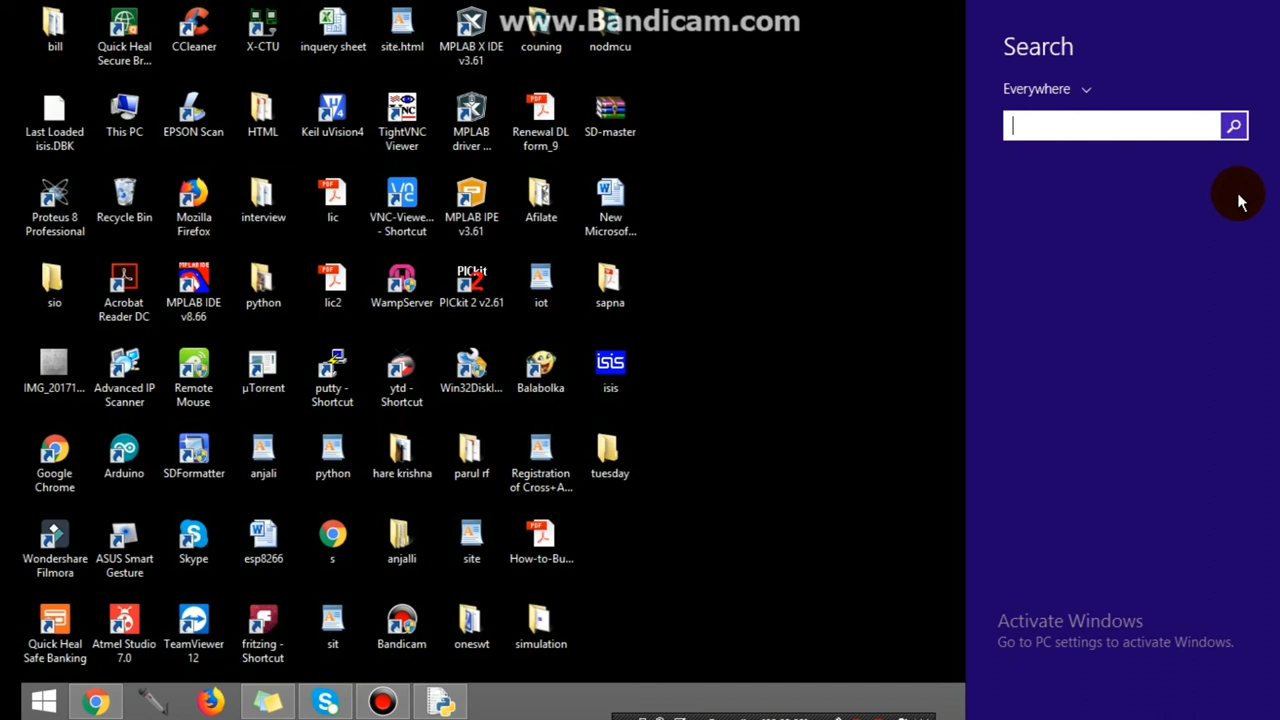 www.Bandicam.com
bill
Quick Heal
Secure Br...
CCleaner
X-CTU
inquery sheet
site.html
MPLAB X IDE
v3.61
couning
nodmcu
Last Loaded
isis.DBK
This PC
EPSON Scan
HTML
Keil uVision4
TightVNC
Viewer
MPLAB
driver ...
Renewal DL
form_9
SD-master
Proteus 8
Professional
Recycle Bin
Mozilla
Firefox
interview
lic
VNC-Viewe...
- Shortcut
MPLAB IPE
v3.61
Afilate
New
Microsof...
sio
Acrobat
Reader DC
MPLAB IDE
v8.66
python
lic2
WampServer
PICkit 2 v2.61
iot
sapna
IMG_20171...
Advanced IP
Scanner
Remote
Mouse
µTorrent
putty -
Shortcut
ytd -
Shortcut
Win32DiskI...
Balabolka
isis
isis
Google
Chrome
Arduino
SDFormatter
anjali
python
hare krishna
parul rf
Registration
of Cross+A...
tuesday
Wondershare
Filmora
ASUS Smart
Gesture
Skype
esp8266
s
anjalli
site
How-to-Bu...
Quick Heal
Safe Banking
Atmel Studio
7.0
TeamViewer
12
fritzing -
Shortcut
sit
Bandicam
oneswt
simulation
Search
Everywhere
Activate Windows
Go to PC settings to activate Windows.